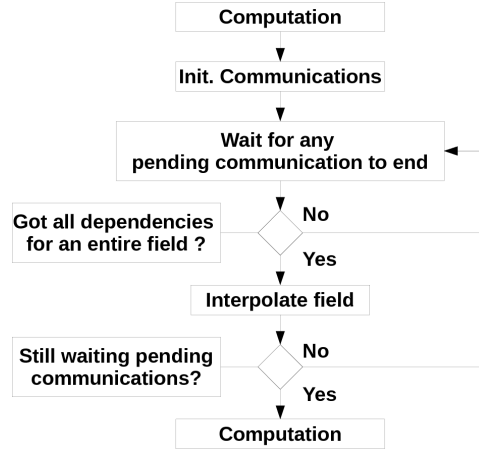 Computation
Init. Communications
Wait for any
pending communication to end
No
Got all dependencies
for an entire field ?
Yes
Interpolate field
No
Still waiting pending
communications?
Yes
Computation